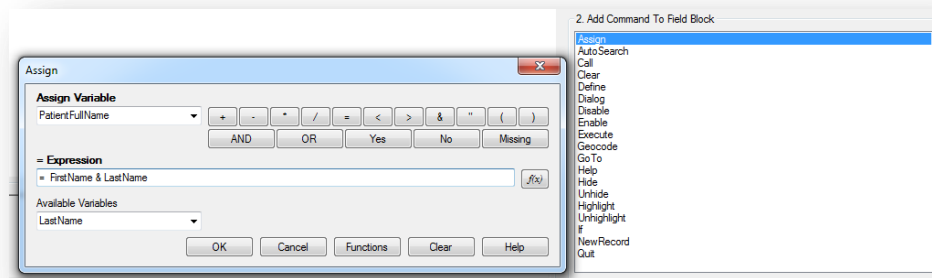 2. Add Command To Field Block
Assign
AutoSearch
Call
Clear
Define
Dialog
Disable
Enable
Execute
Geocode
GoTo
Help
Hide
Unhide
Highlight
Unhighlight
If
NewRecord
Quit
Assign
Assign Variable
PatientFullName
+ - * / = < > & " ( )
AND OR Yes No Missing
= Expression
= FirstName & LastName
f(x)
Available Variables
LastName
OK Cancel Functions Clear Help